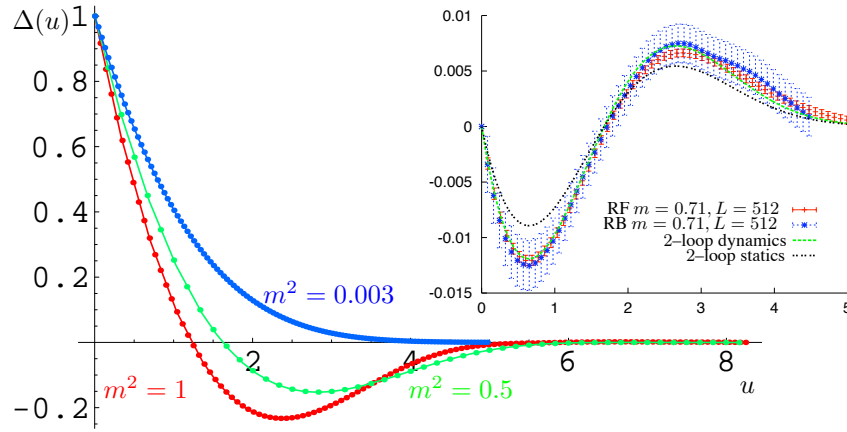 Δ(u)
1
0.8
0.6
0.4
0.2
-0.2
2
4
6
8
u
m² = 0.003
m² = 1
m² = 0.5
0.01
0.005
0
-0.005
-0.01
-0.015
0
1
2
3
4
5
RF m = 0.71, L = 512
RB m = 0.71, L = 512
2–loop dynamics
2–loop statics